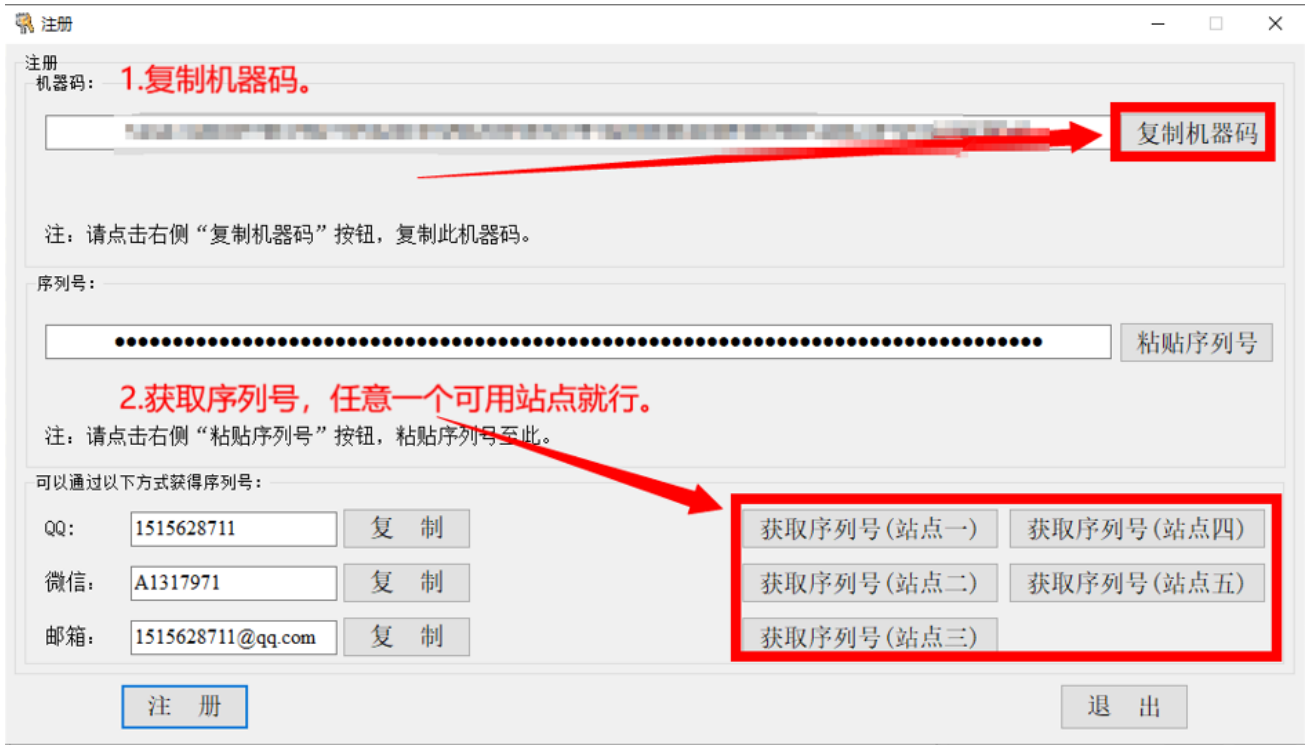 注册
注册
机器码：
1.复制机器码。
复制机器码
注：请点击右侧“复制机器码”按钮，复制此机器码。
序列号：
●●●●●●●●●●●●●●●●●●●●●●●●●●●●●●●●●●●●●●●●●●●●●●●●●●●●●●●●●●●●●●●●●●●●●●●●●●●●●●●●
粘贴序列号
2.获取序列号，任意一个可用站点就行。
注：请点击右侧“粘贴序列号”按钮，粘贴序列号至此。
可以通过以下方式获得序列号：
QQ： 1515628711 复 制 获取序列号(站点一) 获取序列号(站点四)
微信： A1317971 复 制 获取序列号(站点二) 获取序列号(站点五)
邮箱： 1515628711@qq.com 复 制 获取序列号(站点三)
注 册 退 出